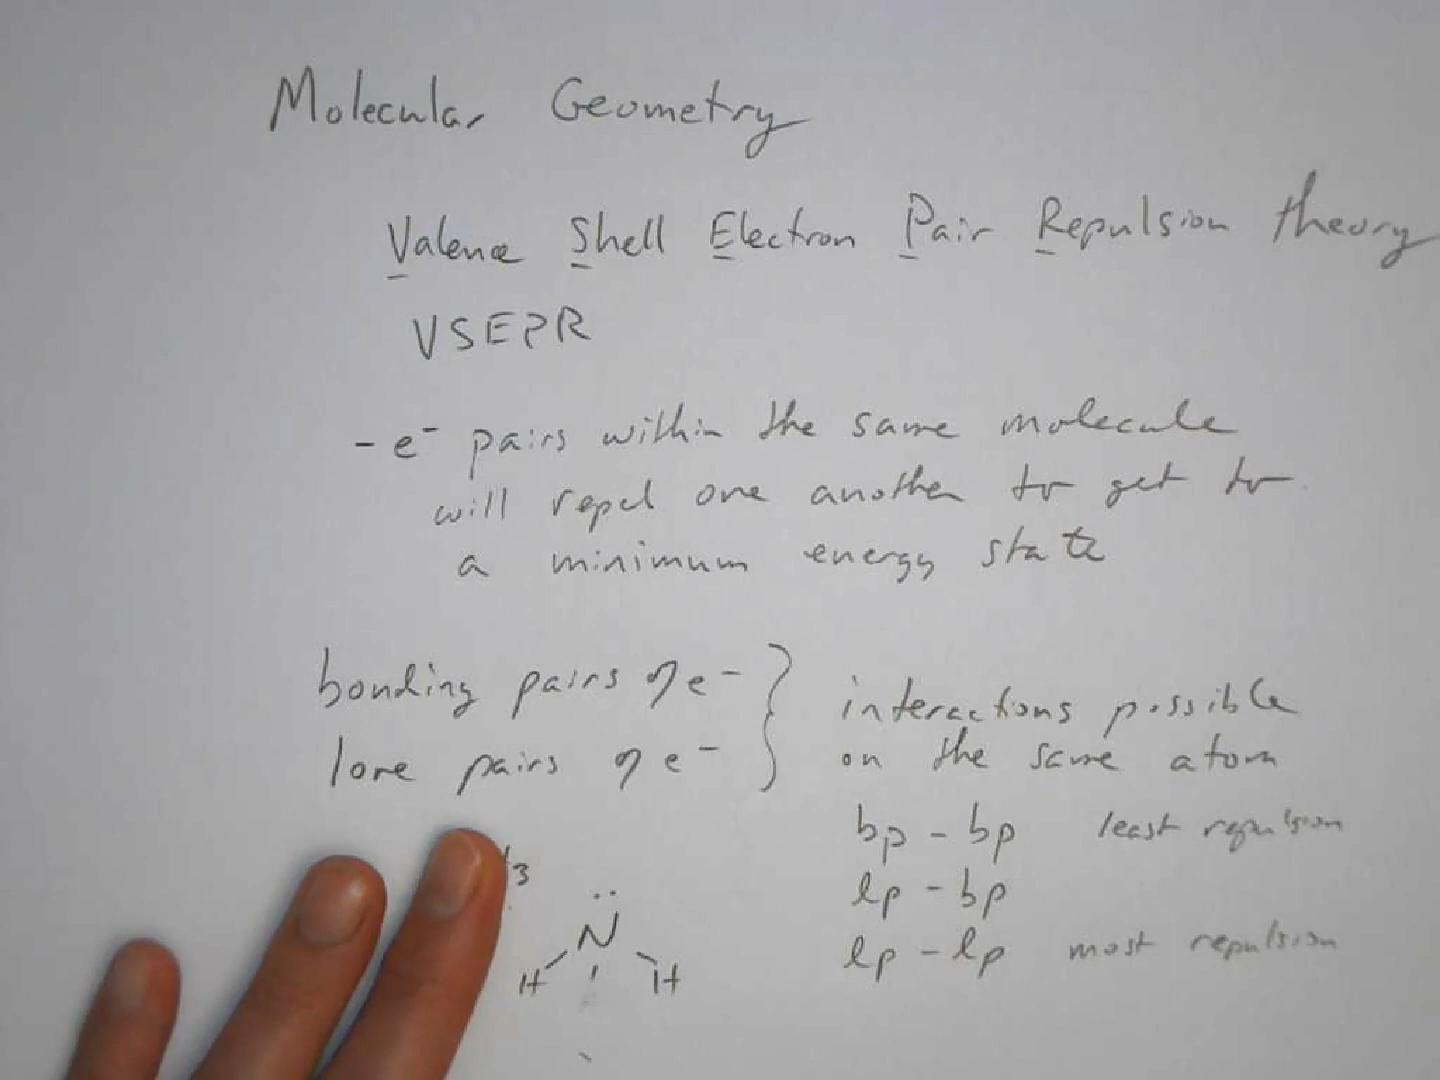 Molecular Geometry
Valence Shell Electron Pair Repulsion theory
VSEPR
- e⁻ pairs within the same molecule
will repel one another to get to
a minimum energy state
bonding pairs of e⁻
lone pairs of e⁻
interactions possible
on the same atom
bp - bp least repulsion
lp - bp
lp - lp most repulsion
3
N
H H